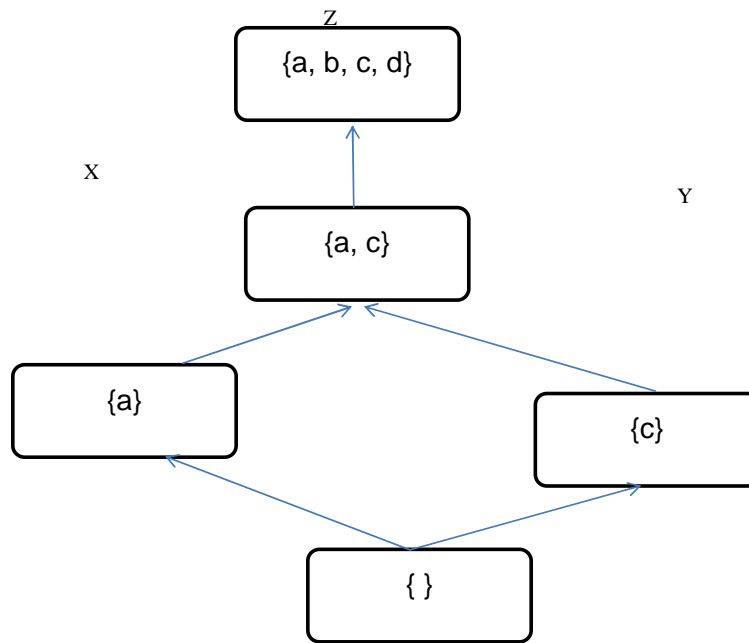 Z
{a, b, c, d}
X
Y
{a, c}
{a}
{c}
{ }